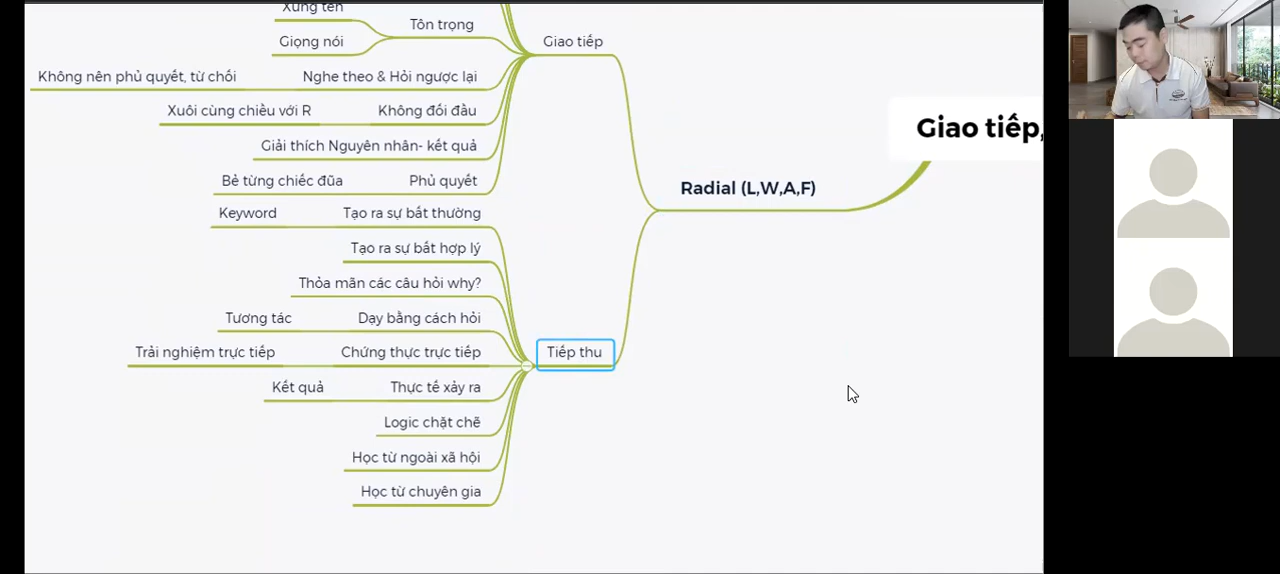 Xưng tên
Tôn trọng
Giọng nói
Giao tiếp
Không nên phủ quyết, từ chối
Nghe theo & Hỏi ngược lại
Xuôi cùng chiều với R
Không đối đầu
Giải thích Nguyên nhân- kết quả
Bẻ từng chiếc đũa
Phủ quyết
Giao tiếp,
Radial (L,W,A,F)
Keyword
Tạo ra sự bất thường
Tạo ra sự bất hợp lý
Thỏa mãn các câu hỏi why?
Tương tác
Dạy bằng cách hỏi
Trải nghiệm trực tiếp
Chứng thực trực tiếp
Tiếp thu
Kết quả
Thực tế xảy ra
Logic chặt chẽ
Học từ ngoài xã hội
Học từ chuyên gia